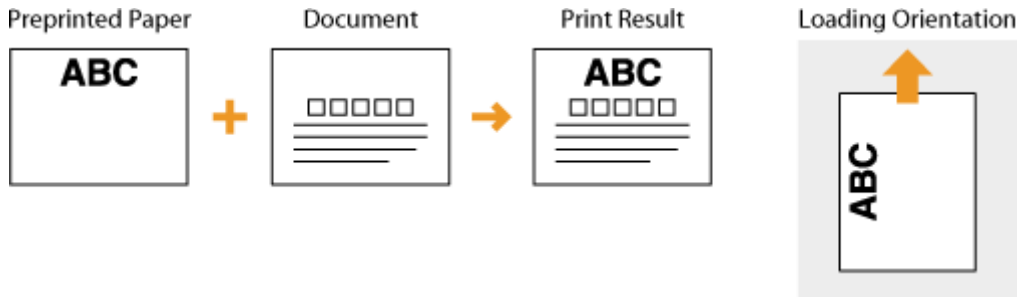 Preprinted Paper
Document
Print Result
Loading Orientation
ABC
ABC
ABC